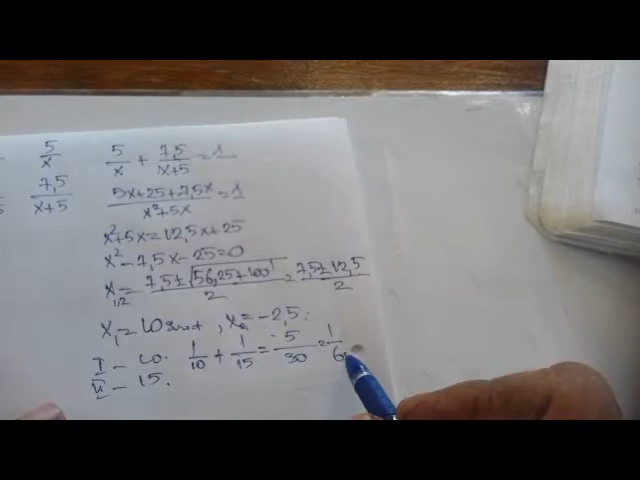 5/x 5/x + 7,5/x+5 = 1
7,5/x+5 5x+25+7,5x/x²+5x = 1
x²+5x=12,5x+25
x²-7,5x-25=0
x₁,₂ = 7,5±√56,25+100/2 = 7,5±12,5/2
x₁=10 , x₂=-2,5.
I - 10. 1/10 + 1/15 = 5/30 = 1/6
II - 15.